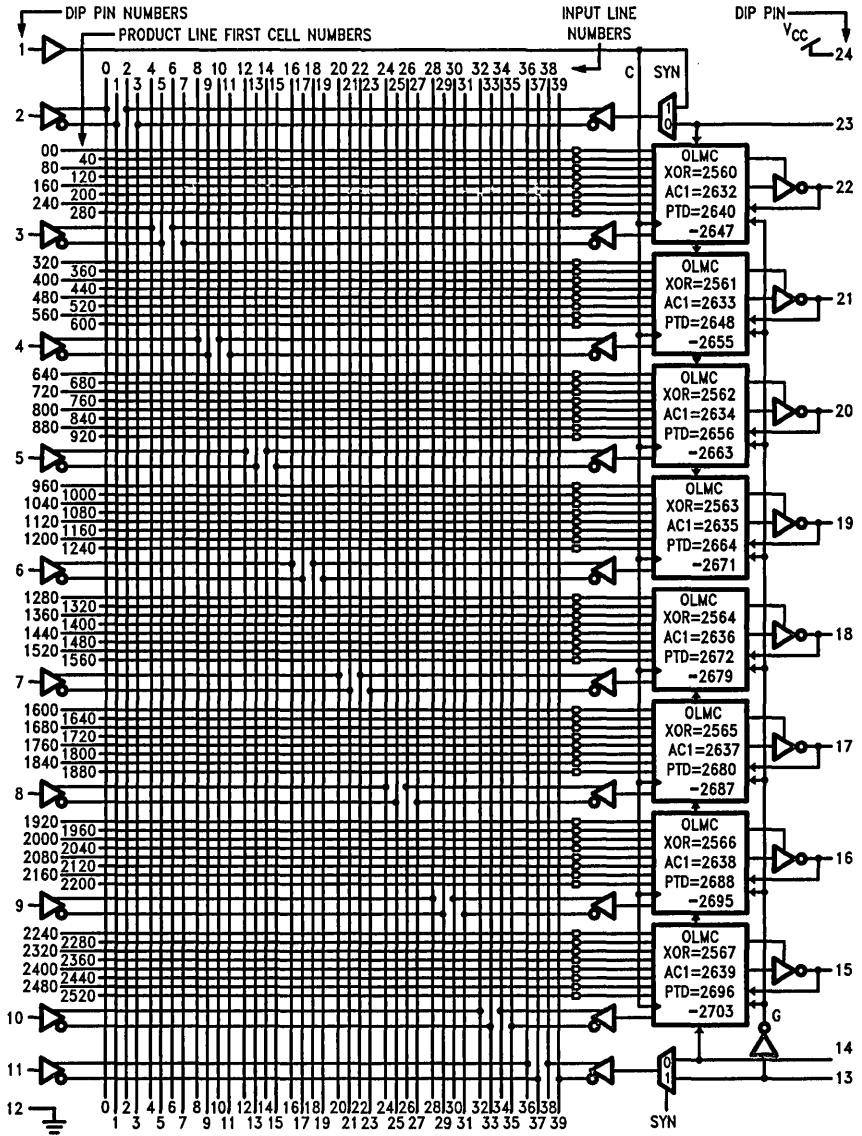 DIP PIN NUMBERS
PRODUCT LINE FIRST CELL NUMBERS
INPUT LINE NUMBERS
DIP PIN
VCC
24
1
0 2 4 6 8 10 12 14 16 18 20 22 24 26 28 30 32 34 36 38
1 3 5 7 9 11 13 15 17 19 21 23 25 27 29 31 33 35 37 39
C SYN
2
1
0
23
00
40
80
120
160
200
240
280
OLMC
XOR=2560
AC1=2632
PTD=2640
-2647
22
3
320
360
400
440
480
520
560
600
OLMC
XOR=2561
AC1=2633
PTD=2648
-2655
21
4
640
680
720
760
800
840
880
920
OLMC
XOR=2562
AC1=2634
PTD=2656
-2663
20
5
960
1000
1040
1080
1120
1160
1200
1240
OLMC
XOR=2563
AC1=2635
PTD=2664
-2671
19
6
1280
1320
1360
1400
1440
1480
1520
1560
OLMC
XOR=2564
AC1=2636
PTD=2672
-2679
18
7
1600
1640
1680
1720
1760
1800
1840
1880
OLMC
XOR=2565
AC1=2637
PTD=2680
-2687
17
8
1920
1960
2000
2040
2080
2120
2160
2200
OLMC
XOR=2566
AC1=2638
PTD=2688
-2695
16
9
2240
2280
2320
2360
2400
2440
2480
2520
OLMC
XOR=2567
AC1=2639
PTD=2696
-2703
15
10
G
14
11
0
1
13
12
0 2 4 6 8 10 12 14 16 18 20 22 24 26 28 30 32 34 36 38
1 3 5 7 9 11 13 15 17 19 21 23 25 27 29 31 33 35 37 39
SYN